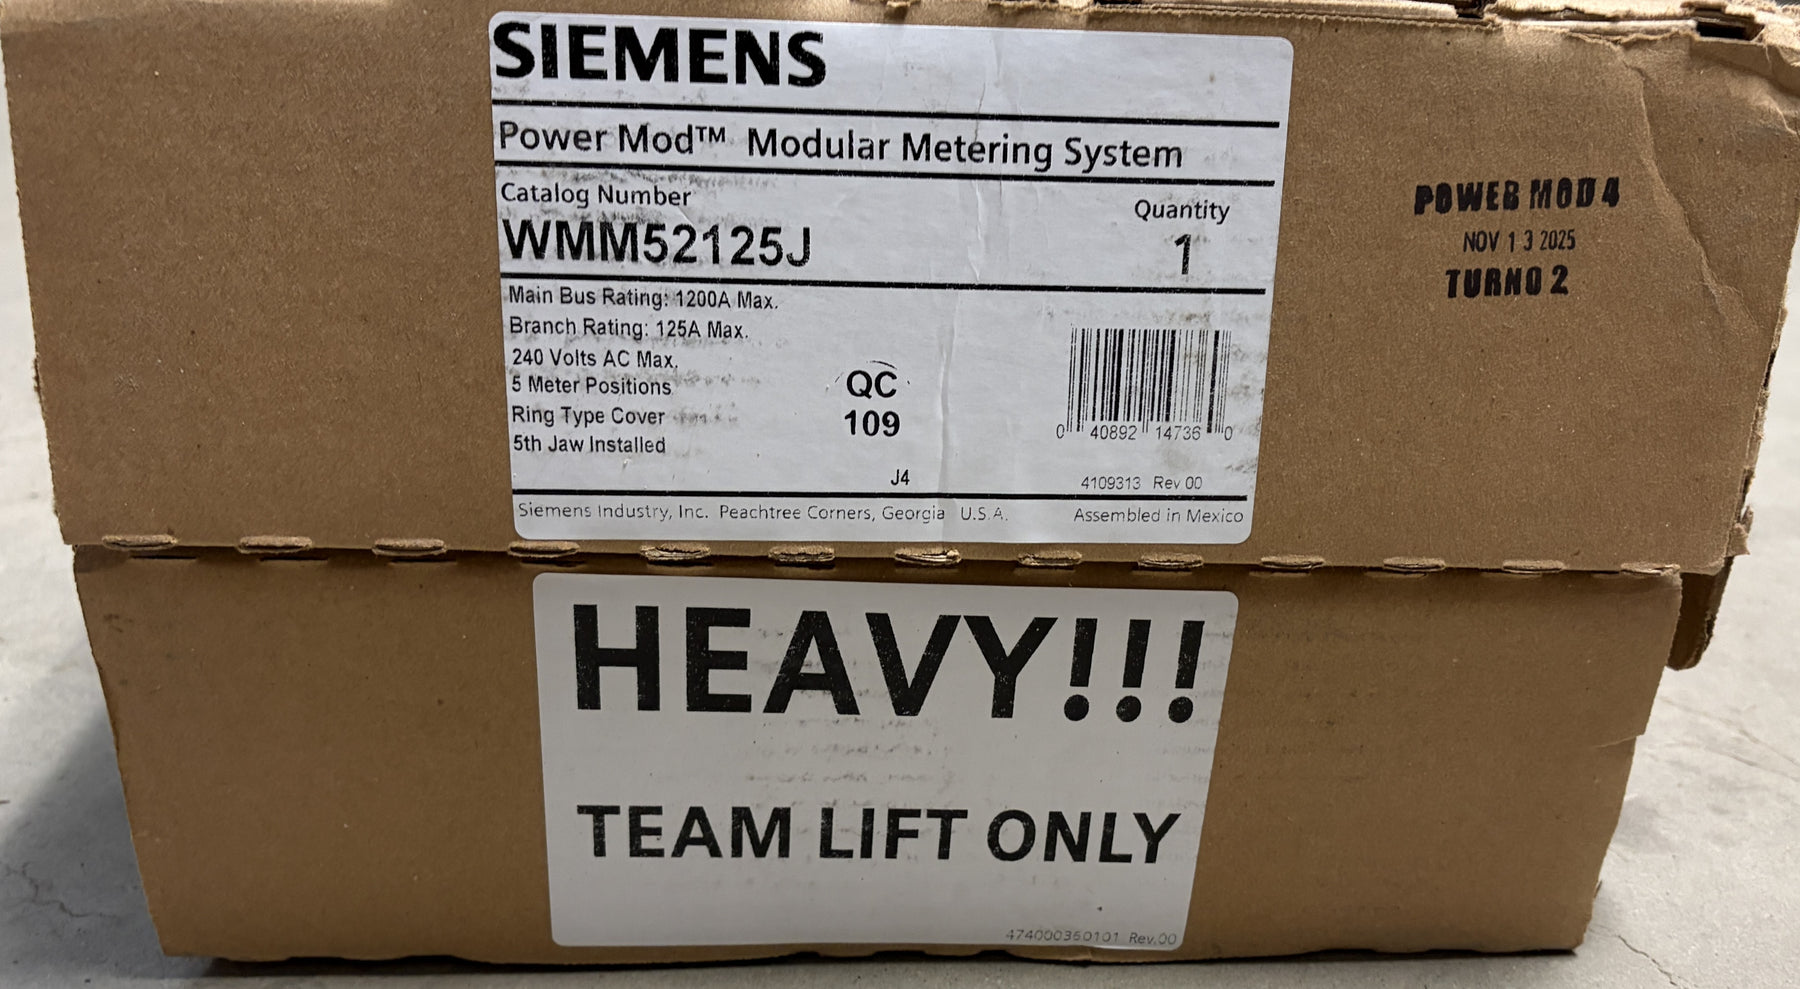 SIEMENS
Power Mod™ Modular Metering System
Catalog Number
WMM52125J
Quantity
1
Main Bus Rating: 1200A Max.
Branch Rating: 125A Max.
240 Volts AC Max.
5 Meter Positions
Ring Type Cover
5th Jaw Installed
QC
109
J4
0 40892 14736 0
4109313 Rev 00
Siemens Industry, Inc. Peachtree Corners, Georgia U.S.A.
Assembled in Mexico
POWER MOD 4
NOV 13 2025
TURNO 2
HEAVY!!!
TEAM LIFT ONLY
474000360101 Rev.00